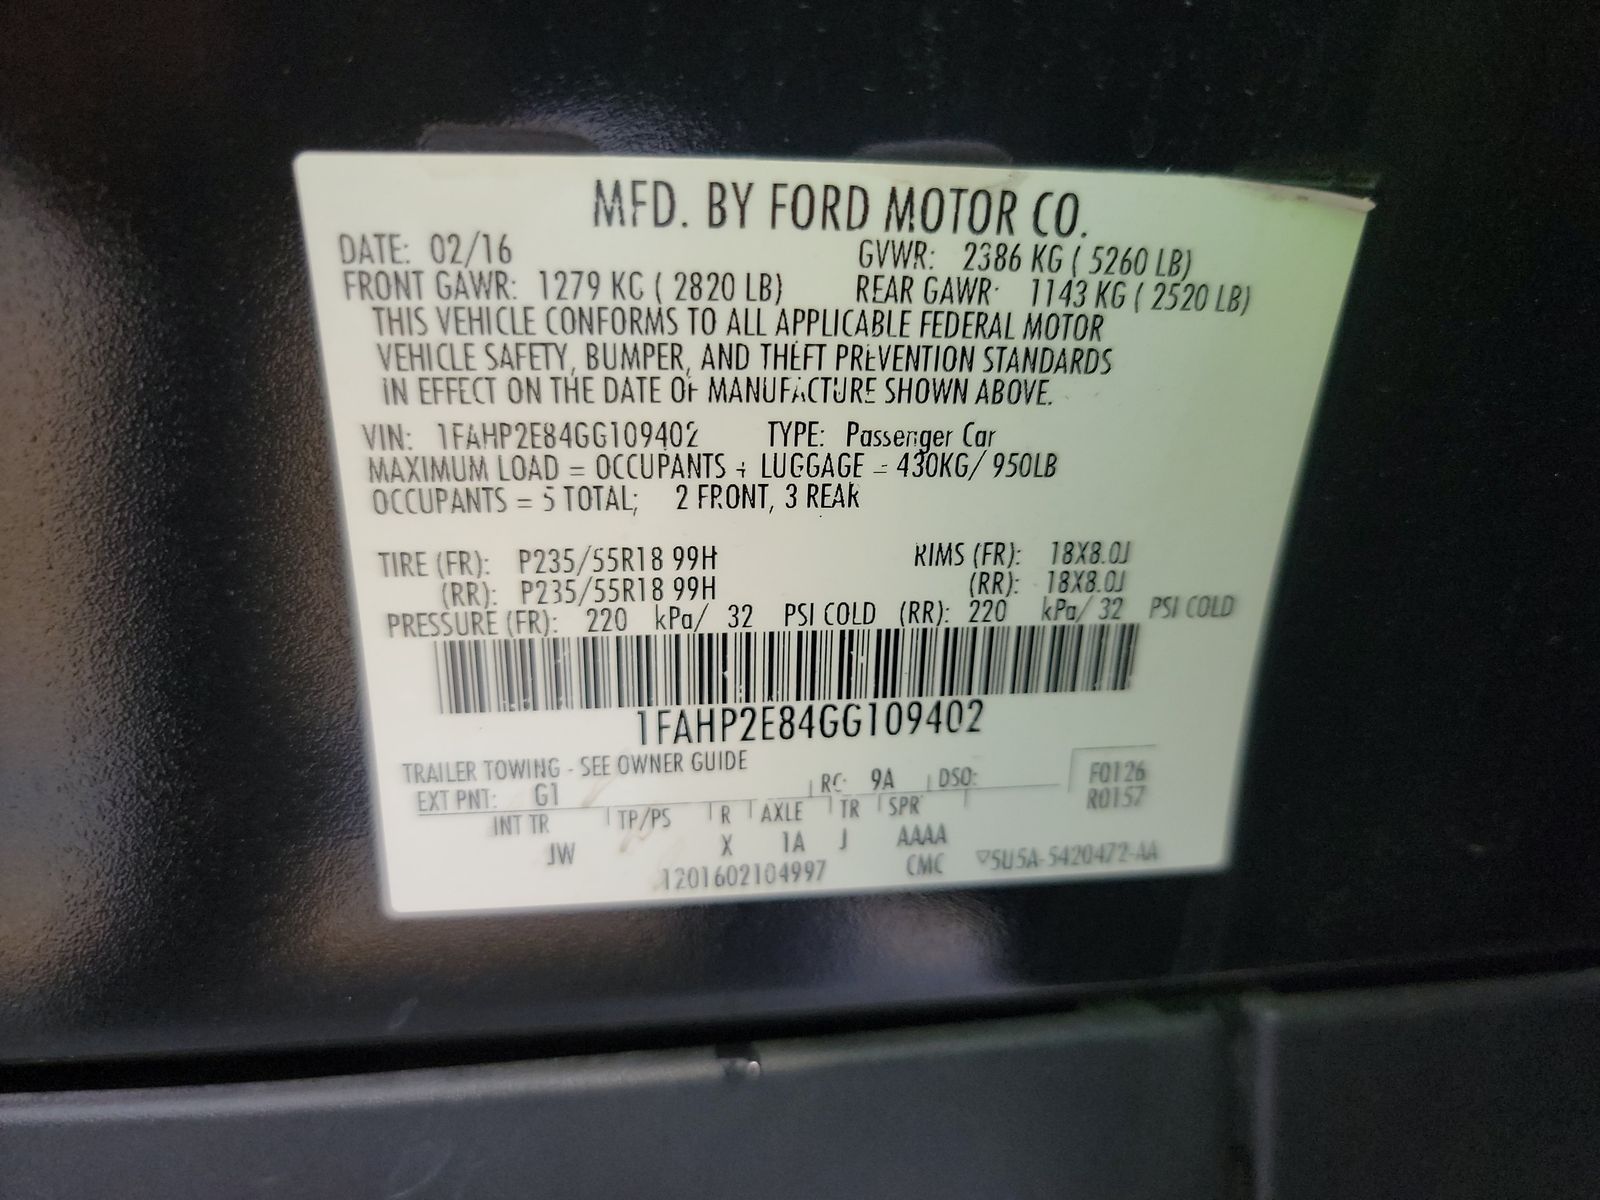 MFD. BY FORD MOTOR CO.
DATE: 02/16 GVWR: 2386 KG ( 5260 LB)
FRONT GAWR: 1279 KG ( 2820 LB) REAR GAWR: 1143 KG ( 2520 LB)
THIS VEHICLE CONFORMS TO ALL APPLICABLE FEDERAL MOTOR
VEHICLE SAFETY, BUMPER, AND THEFT PREVENTION STANDARDS
IN EFFECT ON THE DATE OF MANUFACTURE SHOWN ABOVE.
VIN: 1FAHP2E84GG109402 TYPE: Passenger Car
MAXIMUM LOAD = OCCUPANTS + LUGGAGE = 430KG/ 950LB
OCCUPANTS = 5 TOTAL; 2 FRONT, 3 REAR
TIRE (FR): P235/55R18 99H RIMS (FR): 18X8.0J
(RR): P235/55R18 99H (RR): 18X8.0J
PRESSURE (FR): 220 kPa/ 32 PSI COLD (RR): 220 kPa/ 32 PSI COLD
1FAHP2E84GG109402
TRAILER TOWING - SEE OWNER GUIDE
EXT PNT: G1 RC: 9A DSO: F0126
R0157
INT TR TP/PS R AXLE TR SPR
JW X 1A J AAAA
1201602104997 CMC ▽5U5A-5420472-AA